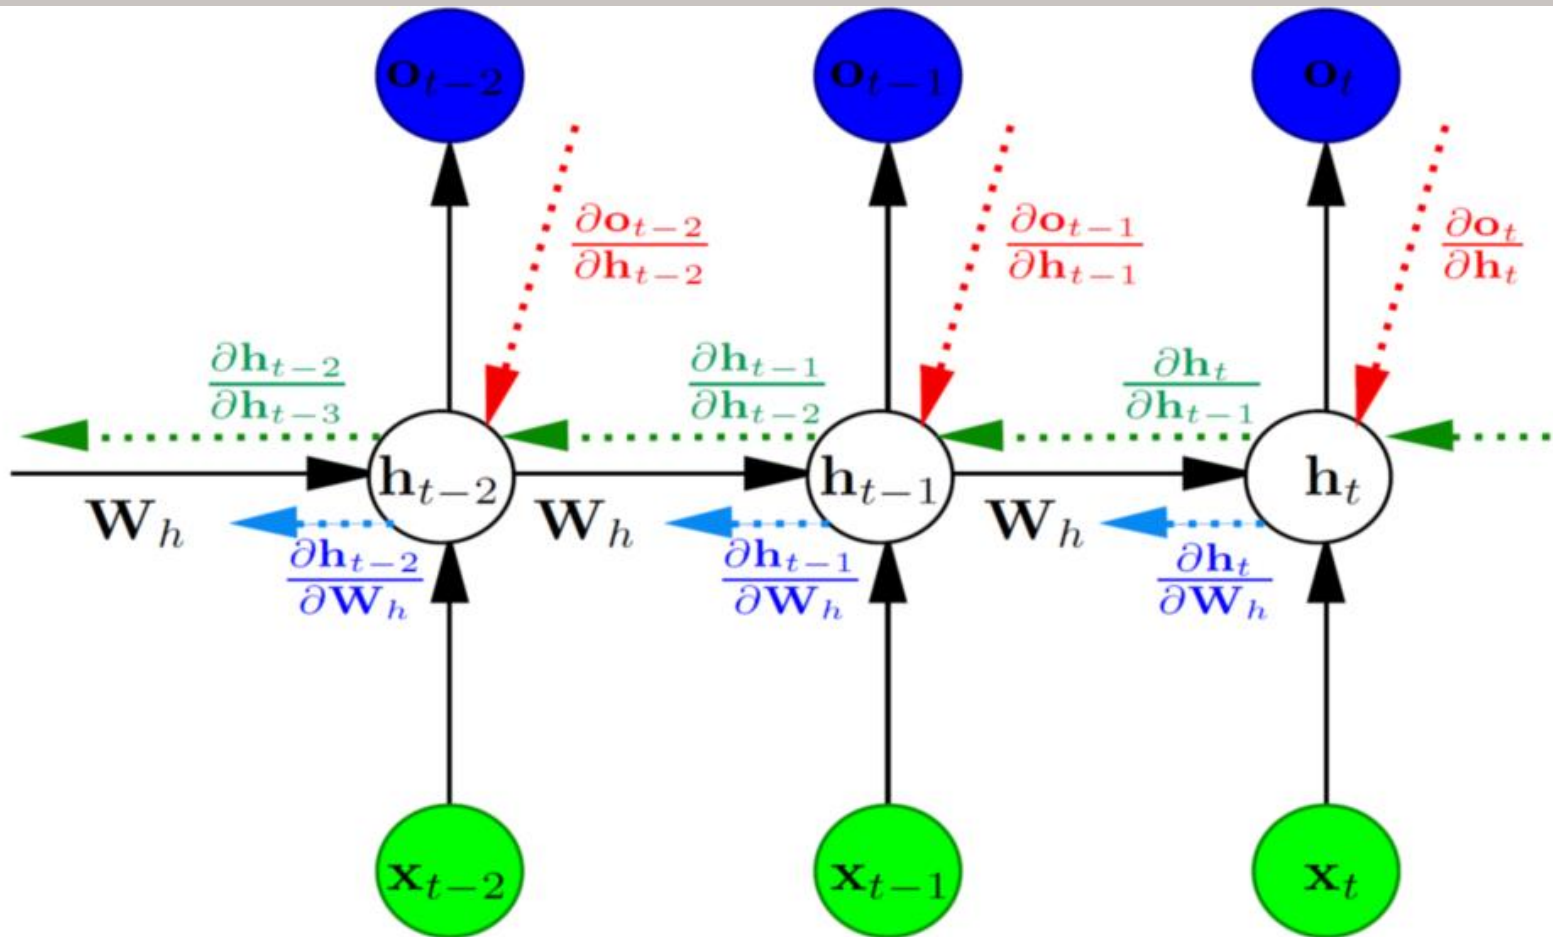 o_{t-2} o_{t-1} o_t
∂o_{t-2}/∂h_{t-2} ∂o_{t-1}/∂h_{t-1} ∂o_t/∂h_t
∂h_{t-2}/∂h_{t-3} ∂h_{t-1}/∂h_{t-2} ∂h_t/∂h_{t-1}
h_{t-2} h_{t-1} h_t
W_h W_h W_h
∂h_{t-2}/∂W_h ∂h_{t-1}/∂W_h ∂h_t/∂W_h
x_{t-2} x_{t-1} x_t